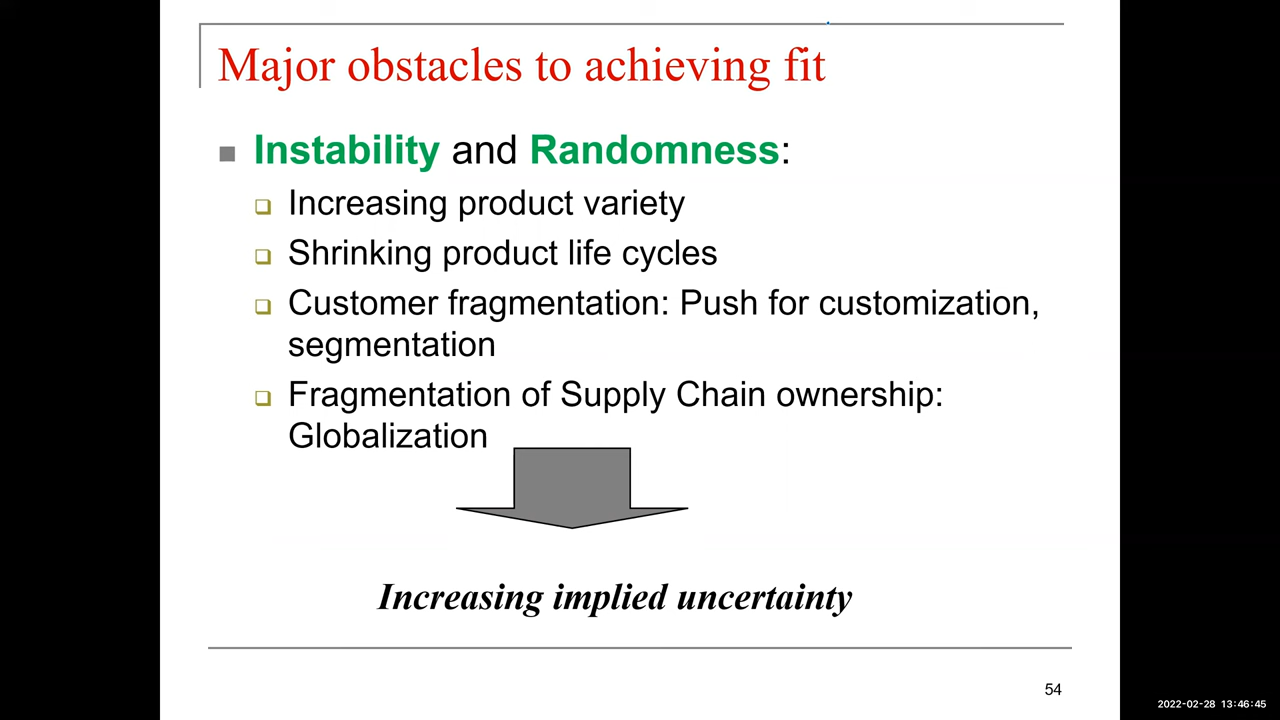 Major obstacles to achieving fit
Instability and Randomness:
Increasing product variety
Shrinking product life cycles
Customer fragmentation: Push for customization,
segmentation
Fragmentation of Supply Chain ownership:
Globalization
Increasing implied uncertainty
54
2022-02-28 13:46:45